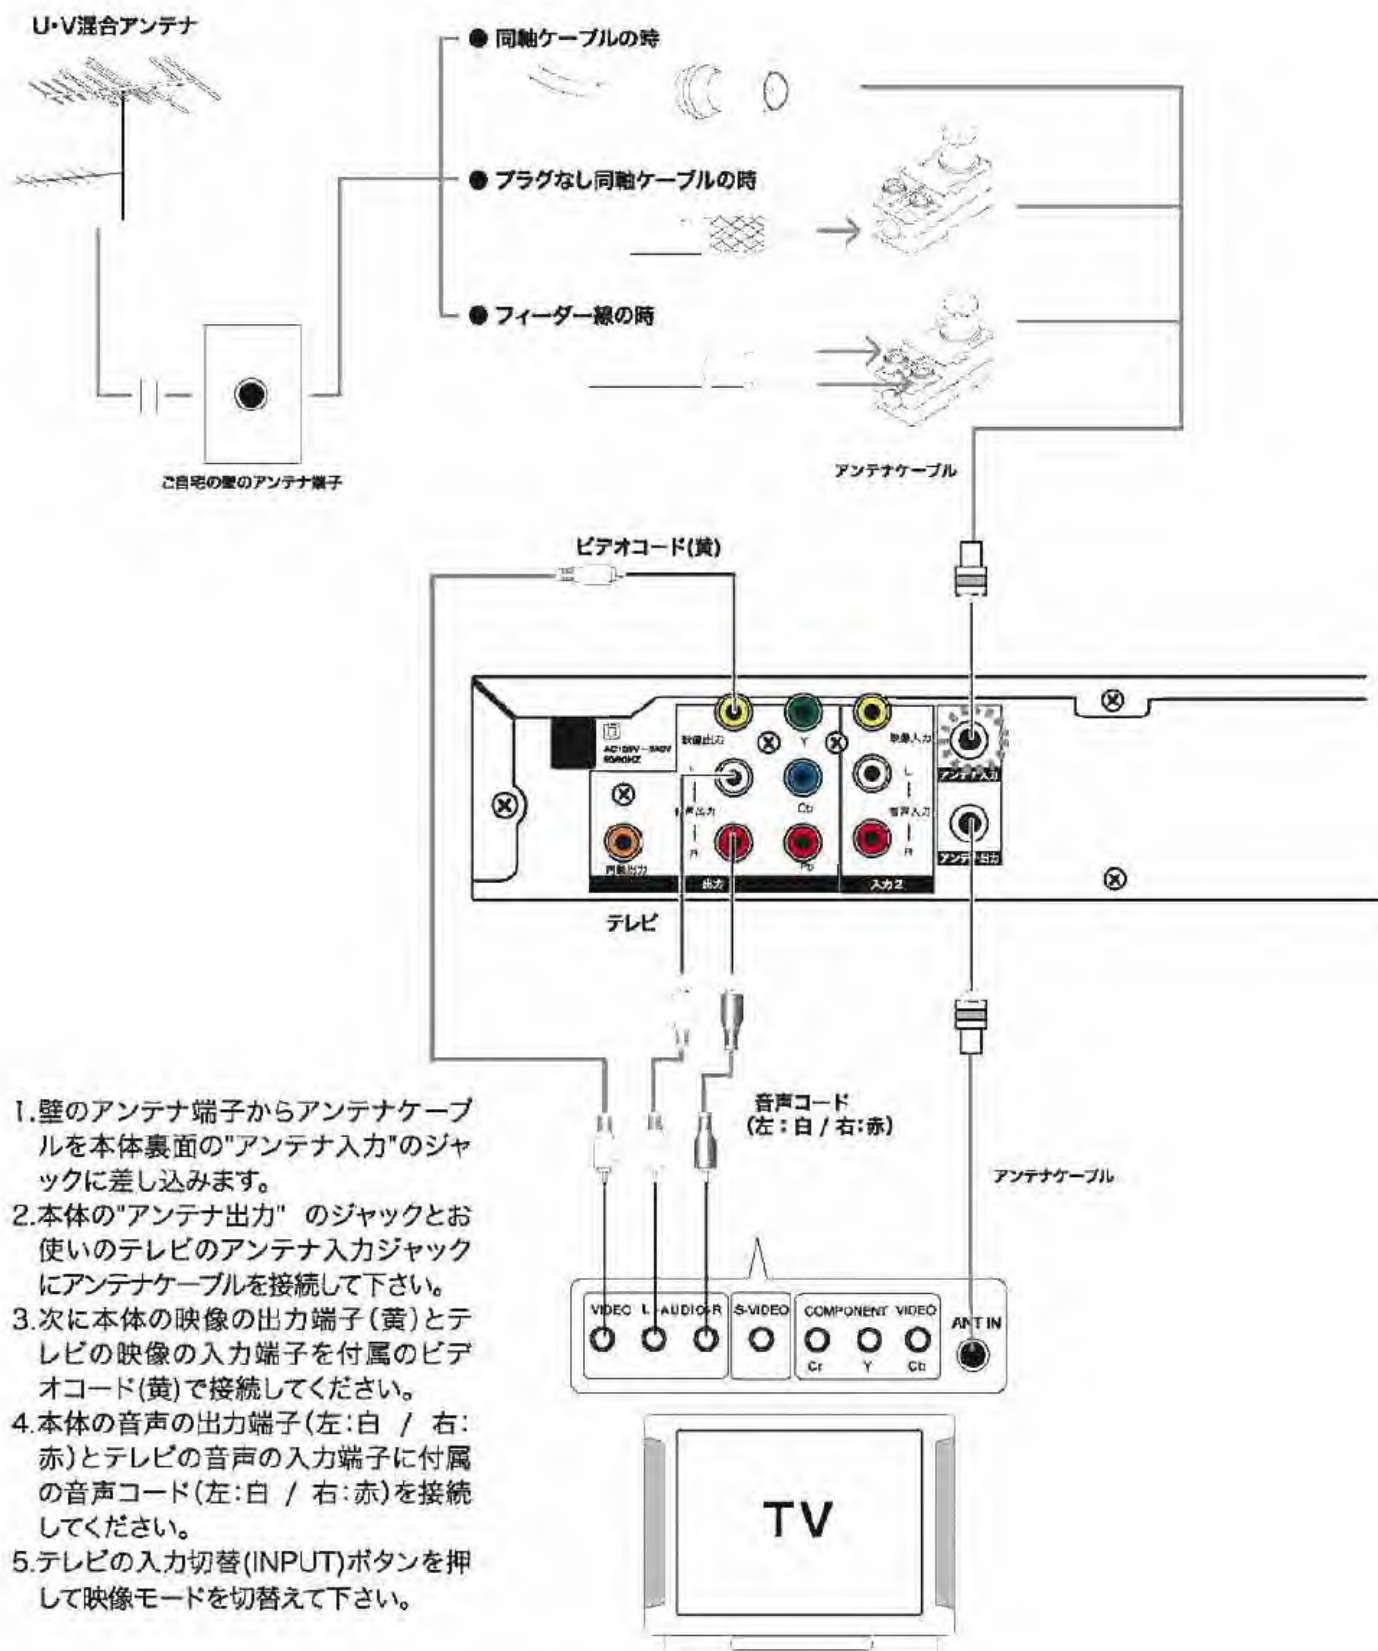 U・V混合アンテナ
● 同軸ケーブルの時
● プラグなし同軸ケーブルの時
● フィーダー線の時
ご自宅の壁のアンテナ端子
アンテナケーブル
ビデオコード(黄)
AC100V-240V
50/60HZ
映像出力
Y
映像入力
アンテナ入力
L
Cb
L
音声出力
音声入力
R
R
同軸出力
アンテナ出力
出力
入力2
テレビ
音声コード
(左：白 / 右：赤)
アンテナケーブル
VIDEO
L-AUDIO-R
S-VIDEO
COMPONENT VIDEO
ANT IN
Cr
Y
Cb
TV
1.壁のアンテナ端子からアンテナケーブ
ルを本体裏面の"アンテナ入力"のジャ
ックに差し込みます。
2.本体の"アンテナ出力" のジャックとお
使いのテレビのアンテナ入力ジャック
にアンテナケーブルを接続して下さい。
3.次に本体の映像の出力端子(黄)とテ
レビの映像の入力端子を付属のビデ
オコード(黄)で接続してください。
4.本体の音声の出力端子(左：白 / 右：
赤)とテレビの音声の入力端子に付属
の音声コード(左：白 / 右：赤)を接続
してください。
5.テレビの入力切替(INPUT)ボタンを押
して映像モードを切替えて下さい。